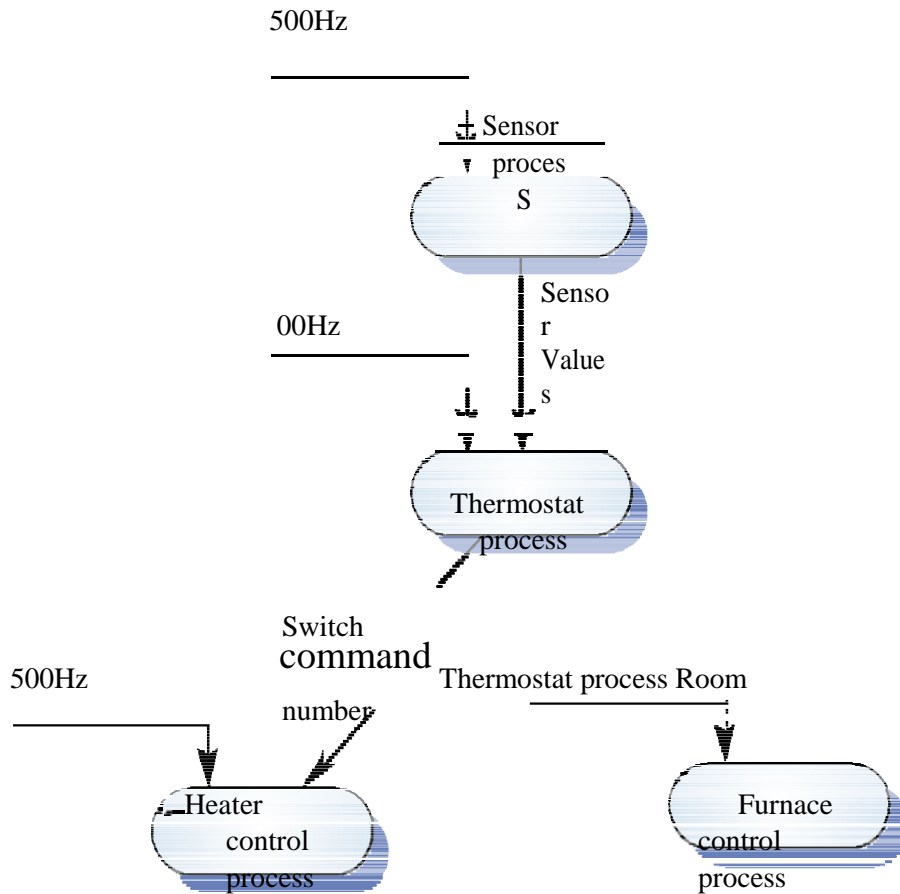 500Hz
Sensor
proces
S
Senso
r
Value
s
00Hz
Thermostat
process
Switch
command
number
500Hz
Thermostat process Room
Heater
control
process
Furnace
control
process